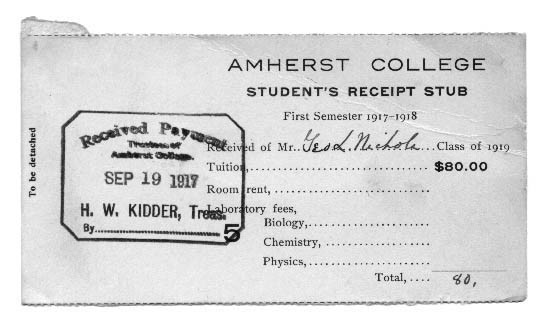 AMHERST COLLEGE
STUDENT'S RECEIPT STUB
First Semester 1917-1918
Received of Mr. Nichols Class of 1919
Tuition, $80.00
Room rent,
Laboratory fees,
Biology,
Chemistry,
Physics,
Total, 80,
Received Payment
Trustees of
Amherst College.
SEP 19 1917
H. W. KIDDER, Treas.
By 5
To be detached